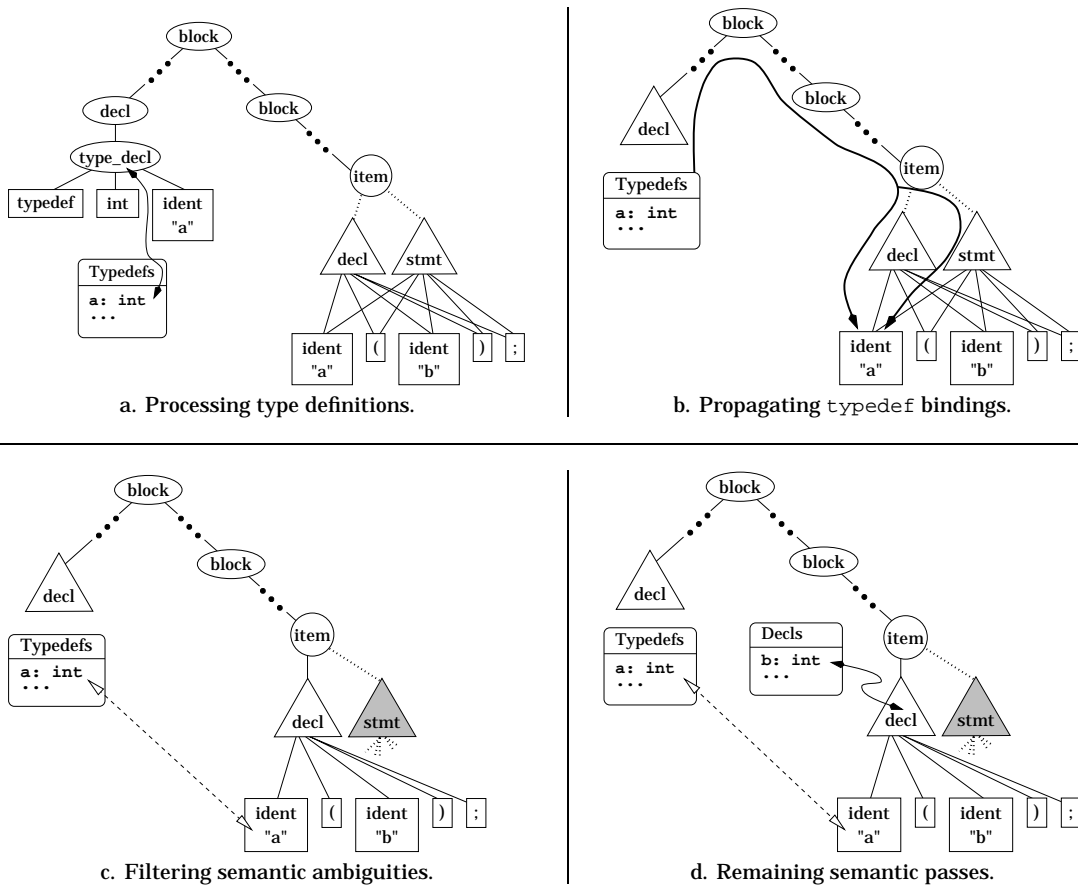 block
decl
block
type_decl
item
typedef
int
ident
"a"
decl
stmt
Typedefs
a: int
...
ident
"a"
(
ident
"b"
)
;
a. Processing type definitions.
block
block
decl
item
Typedefs
a: int
...
decl
stmt
ident
"a"
(
ident
"b"
)
;
b. Propagating typedef bindings.
block
block
decl
item
Typedefs
a: int
...
decl
stmt
ident
"a"
(
ident
"b"
)
;
c. Filtering semantic ambiguities.
block
block
decl
item
Typedefs
a: int
...
Decls
b: int
...
decl
stmt
ident
"a"
(
ident
"b"
)
;
d. Remaining semantic passes.